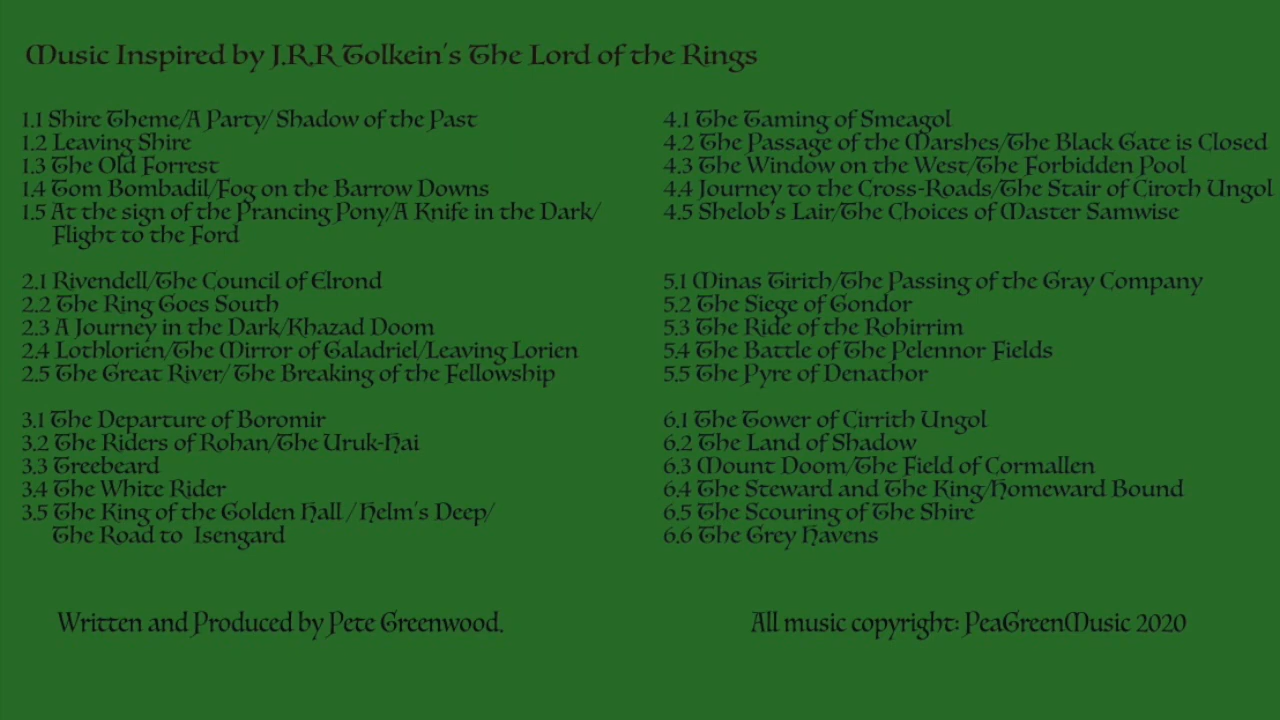 Music Inspired by J.R.R Tolkein's The Lord of the Rings
1.1 Shire Theme/A Party/ Shadow of the Past
1.2 Leaving Shire
1.3 The Old Forrest
1.4 Tom Bombadil/Fog on the Barrow Downs
1.5 At the sign of the Prancing Pony/A Knife in the Dark/
Flight to the Ford
2.1 Rivendell/The Council of Elrond
2.2 The Ring Goes South
2.3 A Journey in the Dark/Khazad Doom
2.4 Lothlorien/The Mirror of Galadriel/Leaving Lorien
2.5 The Great River/ The Breaking of the Fellowship
3.1 The Departure of Boromir
3.2 The Riders of Rohan/The Uruk-Hai
3.3 Treebeard
3.4 The White Rider
3.5 The King of the Golden Hall / Helm's Deep/
The Road to Isengard
4.1 The Taming of Smeagol
4.2 The Passage of the Marshes/The Black Gate is Closed
4.3 The Window on the West/The Forbidden Pool
4.4 Journey to the Cross-Roads/The Stair of Ciroth Ungol
4.5 Shelob's Lair/The Choices of Master Samwise
5.1 Minas Tirith/The Passing of the Gray Company
5.2 The Siege of Gondor
5.3 The Ride of the Rohirrim
5.4 The Battle of The Pelennor Fields
5.5 The Pyre of Denathor
6.1 The Tower of Cirrith Ungol
6.2 The Land of Shadow
6.3 Mount Doom/The Field of Cormallen
6.4 The Steward and The King/Homeward Bound
6.5 The Scouring of The Shire
6.6 The Grey Havens
Written and Produced by Pete Greenwood.
All music copyright: PeaGreenMusic 2020